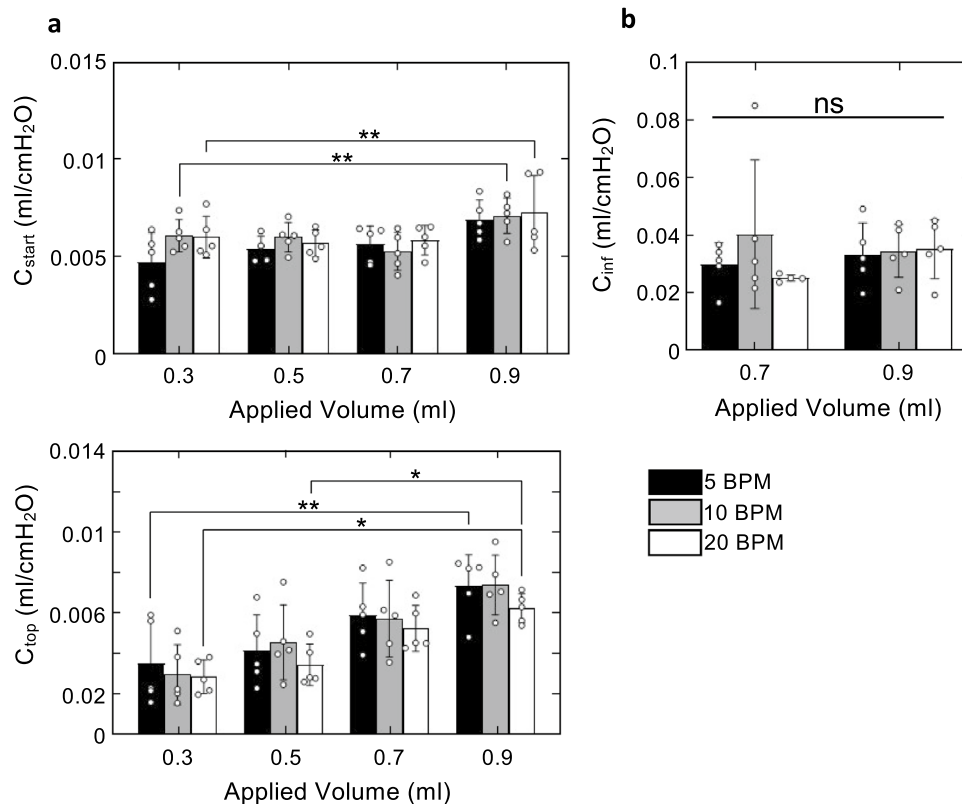 a
0.015
0.01
0.005
0
C_start (ml/cmH₂O)
**
**
0.3 0.5 0.7 0.9
Applied Volume (ml)
b
0.1
0.08
0.06
0.04
0.02
0
C_inf (ml/cmH₂O)
ns
0.7 0.9
Applied Volume (ml)
0.014
0.01
0.006
0.02
0
C_top (ml/cmH₂O)
*
**
*
0.3 0.5 0.7 0.9
Applied Volume (ml)
5 BPM
10 BPM
20 BPM